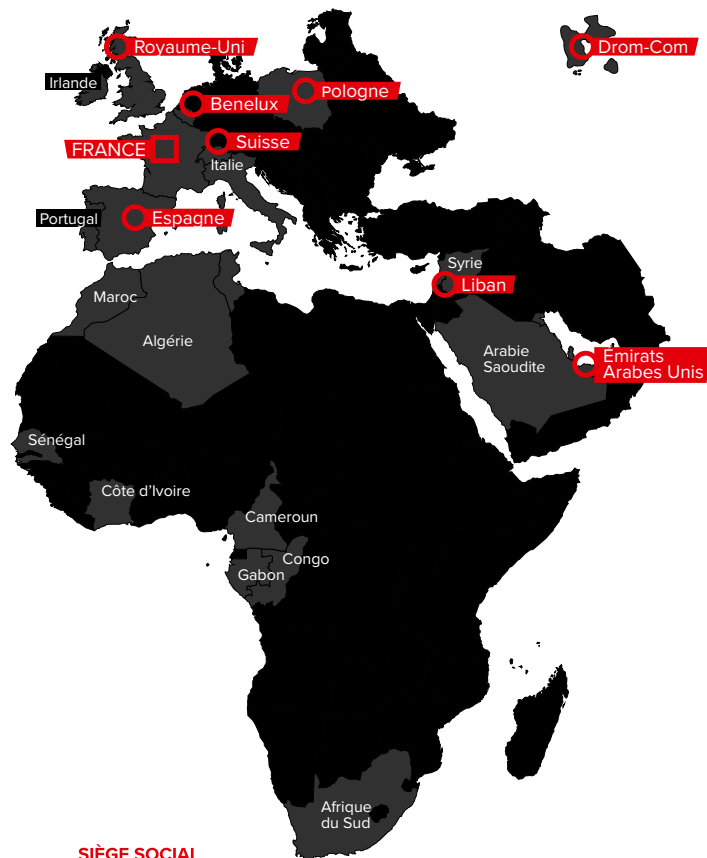 Royaume-Uni
Drom-Com
Irlande
Pologne
Benelux
FRANCE
Suisse
Italie
Portugal
Espagne
Syrie
Liban
Maroc
Algérie
Arabie
Saoudite
Émirats
Arabes Unis
Sénégal
Côte d'Ivoire
Cameroun
Congo
Gabon
Afrique
du Sud
SIÈGE SOCIAL